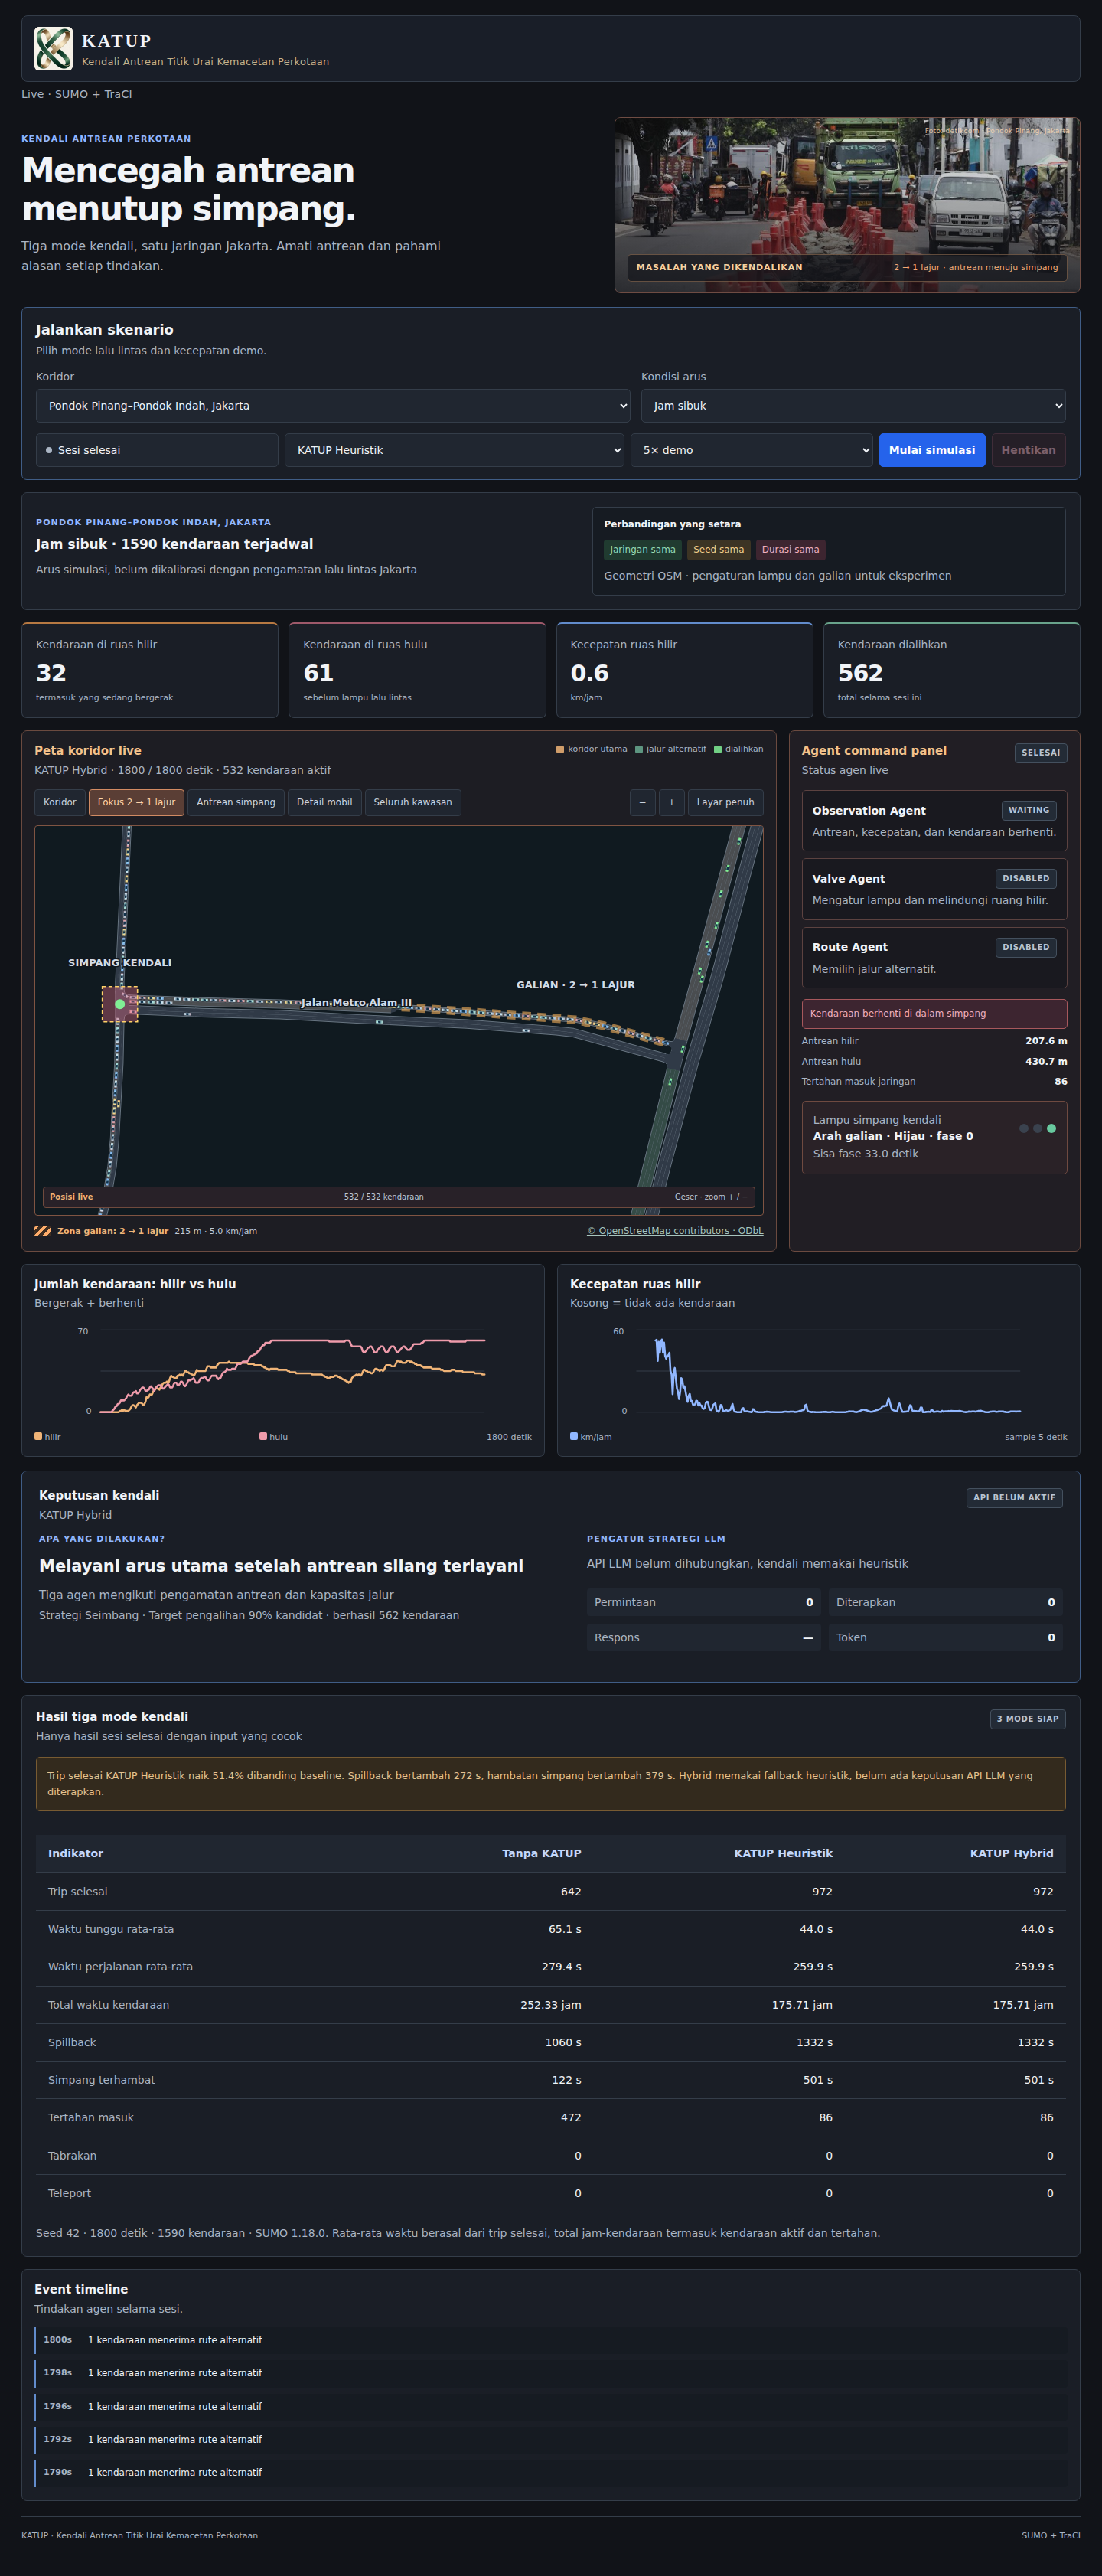 KATUP
Kendali Antrean Titik Urai Kemacetan Perkotaan
Live · SUMO + TraCI
KENDALI ANTREAN PERKOTAAN
Mencegah antrean
menutup simpang.
Tiga mode kendali, satu jaringan Jakarta. Amati antrean dan pahami
alasan setiap tindakan.
Pondok Pinang, Jakarta
MASALAH YANG DIKENDALIKAN
2 → 1 lajur · antrean menuju simpang
Jalankan skenario
Pilih mode lalu lintas dan kecepatan demo.
Koridor
Kondisi arus
Pondok Pinang–Pondok Indah, Jakarta
Jam sibuk
Sesi selesai
KATUP Heuristik
5× demo
Mulai simulasi
Hentikan
PONDOK PINANG–PONDOK INDAH, JAKARTA
Jam sibuk · 1590 kendaraan terjadwal
Arus simulasi, belum dikalibrasi dengan pengamatan lalu lintas Jakarta
Perbandingan yang setara
Jaringan sama
Seed sama
Durasi sama
Geometri OSM · pengaturan lampu dan galian untuk eksperimen
Kendaraan di ruas hilir
32
termasuk yang sedang bergerak
Kendaraan di ruas hulu
61
sebelum lampu lalu lintas
Kecepatan ruas hilir
0.6
km/jam
Kendaraan dialihkan
562
total selama sesi ini
Peta koridor live
koridor utama
jalur alternatif
dialihkan
KATUP Hybrid · 1800 / 1800 detik · 532 kendaraan aktif
Koridor
Fokus 2 → 1 lajur
Antrean simpang
Detail mobil
Seluruh kawasan
−
+
Layar penuh
SIMPANG KENDALI
GALIAN · 2 → 1 LAJUR
Jalan Metro Alam III
Posisi live
532 / 532 kendaraan
Geser · zoom + / −
Zona galian: 2 → 1 lajur 215 m · 5.0 km/jam
© OpenStreetMap contributors · ODbL
Agent command panel
SELESAI
Status agen live
Observation Agent
WAITING
Antrean, kecepatan, dan kendaraan berhenti.
Valve Agent
DISABLED
Mengatur lampu dan melindungi ruang hilir.
Route Agent
DISABLED
Memilih jalur alternatif.
Kendaraan berhenti di dalam simpang
Antrean hilir 207.6 m
Antrean hulu 430.7 m
Tertahan masuk jaringan 86
Lampu simpang kendali
Arah galian · Hijau · fase 0
Sisa fase 33.0 detik
Jumlah kendaraan: hilir vs hulu
Bergerak + berhenti
70
0
hilir
hulu
1800 detik
Kecepatan ruas hilir
Kosong = tidak ada kendaraan
60
0
km/jam
sample 5 detik
Keputusan kendali
API BELUM AKTIF
KATUP Hybrid
APA YANG DILAKUKAN?
Melayani arus utama setelah antrean silang terlayani
Tiga agen mengikuti pengamatan antrean dan kapasitas jalur
Strategi Seimbang · Target pengalihan 90% kandidat · berhasil 562 kendaraan
PENGATUR STRATEGI LLM
API LLM belum dihubungkan, kendali memakai heuristik
Permintaan 0
Diterapkan 0
Respons —
Token 0
Hasil tiga mode kendali
3 MODE SIAP
Hanya hasil sesi selesai dengan input yang cocok
Trip selesai KATUP Heuristik naik 51.4% dibanding baseline. Spillback bertambah 272 s, hambatan simpang bertambah 379 s. Hybrid memakai fallback heuristik, belum ada keputusan API LLM yang
diterapkan.
Indikator Tanpa KATUP KATUP Heuristik KATUP Hybrid
Trip selesai 642 972 972
Waktu tunggu rata-rata 65.1 s 44.0 s 44.0 s
Waktu perjalanan rata-rata 279.4 s 259.9 s 259.9 s
Total waktu kendaraan 252.33 jam 175.71 jam 175.71 jam
Spillback 1060 s 1332 s 1332 s
Simpang terhambat 122 s 501 s 501 s
Tertahan masuk 472 86 86
Tabrakan 0 0 0
Teleport 0 0 0
Seed 42 · 1800 detik · 1590 kendaraan · SUMO 1.18.0. Rata-rata waktu berasal dari trip selesai, total jam-kendaraan termasuk kendaraan aktif dan tertahan.
Event timeline
Tindakan agen selama sesi.
1800s 1 kendaraan menerima rute alternatif
1798s 1 kendaraan menerima rute alternatif
1796s 1 kendaraan menerima rute alternatif
1792s 1 kendaraan menerima rute alternatif
1790s 1 kendaraan menerima rute alternatif
KATUP · Kendali Antrean Titik Urai Kemacetan Perkotaan
SUMO + TraCI